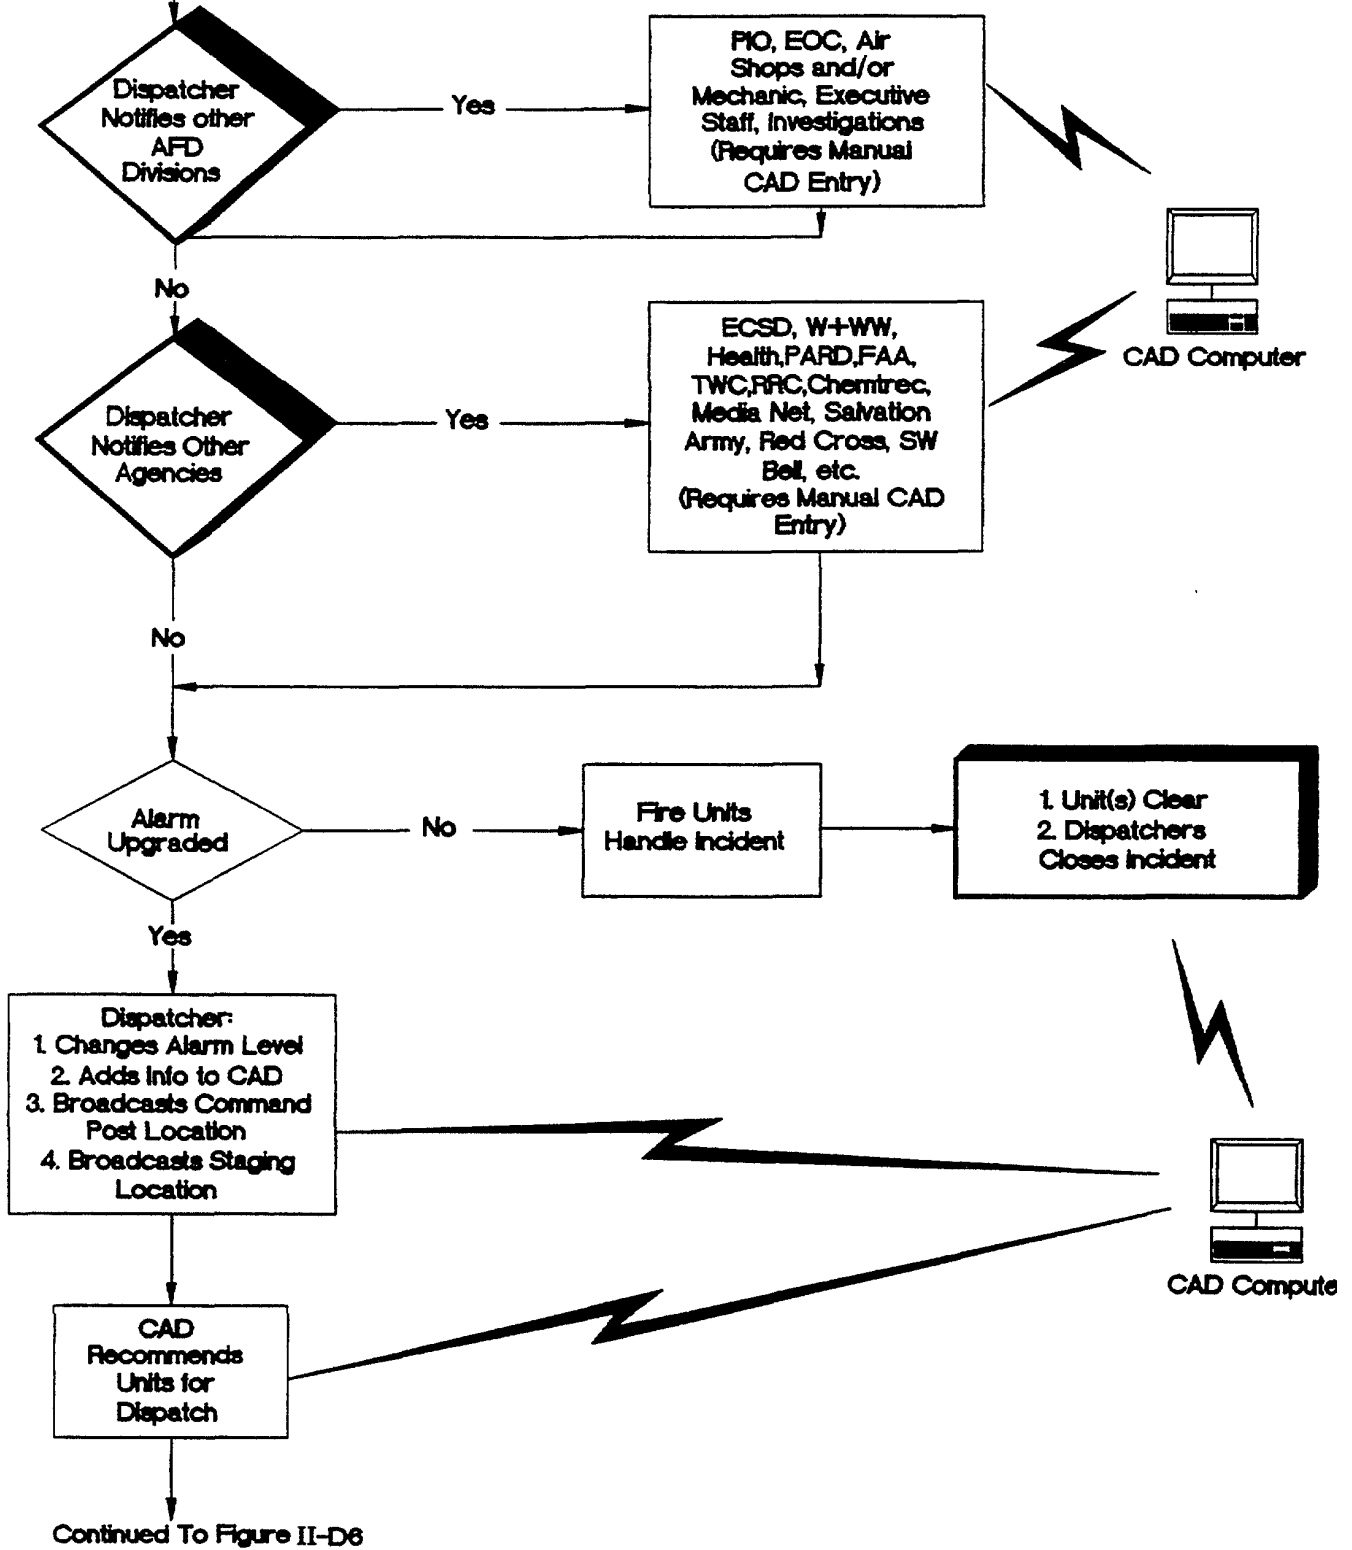 Dispatcher
Notifies other
AFD
Divisions
Yes
PIO, EOC, Air
Shops and/or
Mechanic, Executive
Staff, Investigations
(Requires Manual
CAD Entry)
No
CAD Computer
Dispatcher
Notifies Other
Agencies
Yes
ECSD, W+WW,
Health,PARD,FAA,
TWC,RRC,Chemtrec,
Media Net, Salvation
Army, Red Cross, SW
Bell, etc.
(Requires Manual CAD
Entry)
No
Alarm
Upgraded
No
Fire Units
Handle Incident
1. Unit(s) Clear
2. Dispatchers
Closes Incident
Yes
Dispatcher:
1. Changes Alarm Level
2. Adds Info to CAD
3. Broadcasts Command
Post Location
4. Broadcasts Staging
Location
CAD Compute
CAD
Recommends
Units for
Dispatch
Continued To Figure II-D6